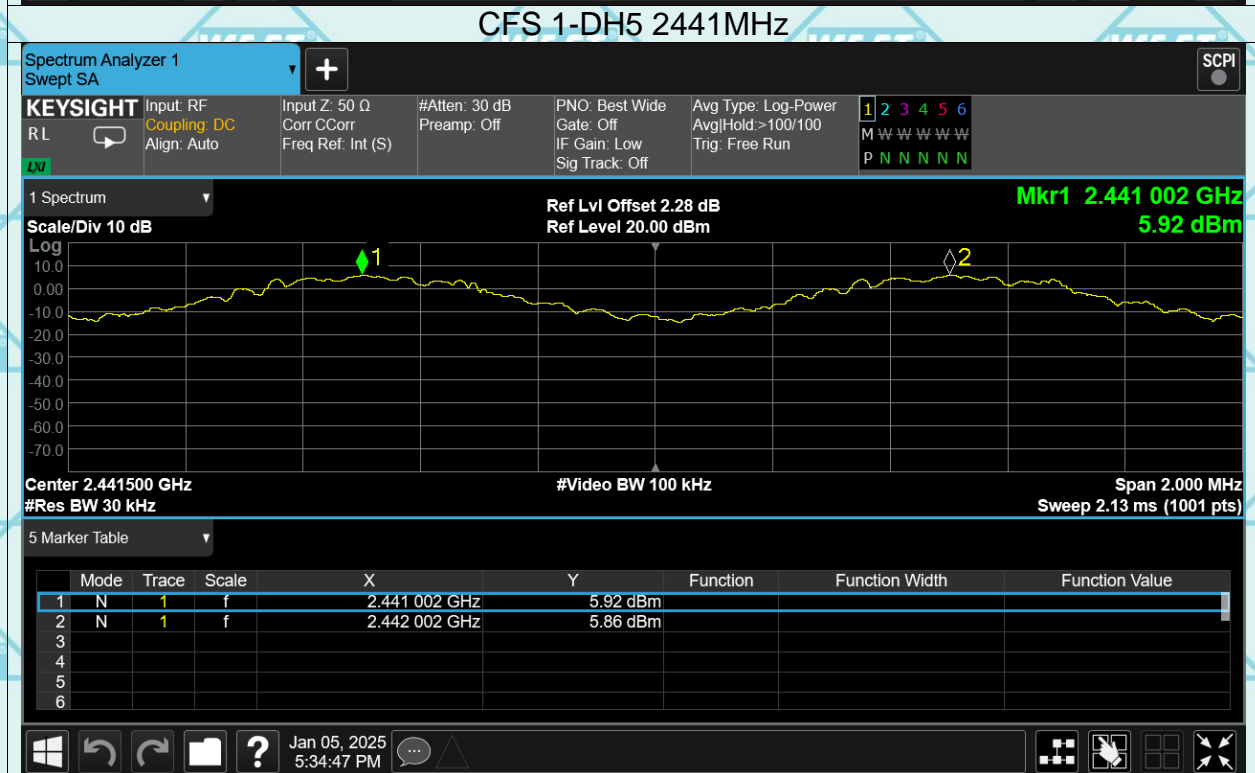 CFS 1-DH5 2441MHz
Spectrum Analyzer 1
Swept SA
SCPI
KEYSIGHT
RL
LXI
Input: RF
Coupling: DC
Align: Auto
Input Z: 50 Ω
Corr CCorr
Freq Ref: Int (S)
#Atten: 30 dB
Preamp: Off
PNO: Best Wide
Gate: Off
IF Gain: Low
Sig Track: Off
Avg Type: Log-Power
Avg|Hold:>100/100
Trig: Free Run
1 2 3 4 5 6
M W W W W W
P N N N N N
1 Spectrum
Scale/Div 10 dB
Ref Lvl Offset 2.28 dB
Ref Level 20.00 dBm
Mkr1 2.441 002 GHz
5.92 dBm
Log
10.0
0.00
-10.0
-20.0
-30.0
-40.0
-50.0
-60.0
-70.0
1
2
Center 2.441500 GHz
#Video BW 100 kHz
Span 2.000 MHz
#Res BW 30 kHz
Sweep 2.13 ms (1001 pts)
5 Marker Table
Mode Trace Scale X Y Function Function Width Function Value
1 N 1 f 2.441 002 GHz 5.92 dBm
2 N 1 f 2.442 002 GHz 5.86 dBm
3
4
5
6
?
Jan 05, 2025
5:34:47 PM